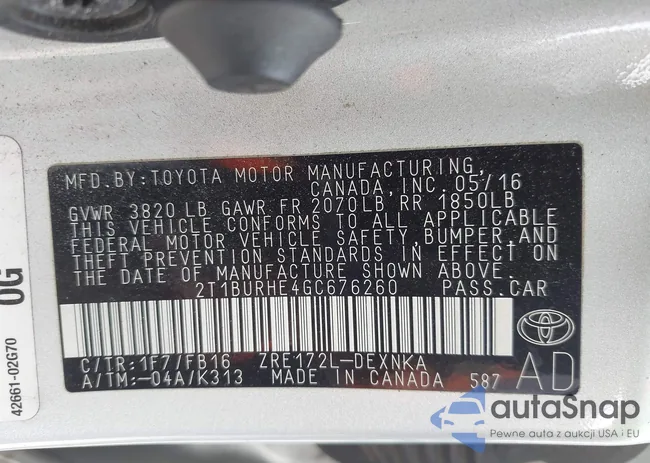 MFD.BY:TOYOTA MOTOR MANUFACTURING,
CANADA, INC. 05/16
GVWR 3820 LB GAWR FR 2070LB RR 1850LB
THIS VEHICLE CONFORMS TO ALL APPLICABLE
FEDERAL MOTOR VEHICLE SAFETY, BUMPER, AND
THEFT PREVENTION STANDARDS IN EFFECT ON
THE DATE OF MANUFACTURE SHOWN ABOVE.
2T1BURHE4GC676260 PASS.CAR
C/TR:1F7/FB16 ZRE172L-DEXNKA
A/TM:-04A/K313 MADE IN CANADA 587
AD
0G
42661-02G70
autoSnap
Pewne auta z aukcji USA i EU